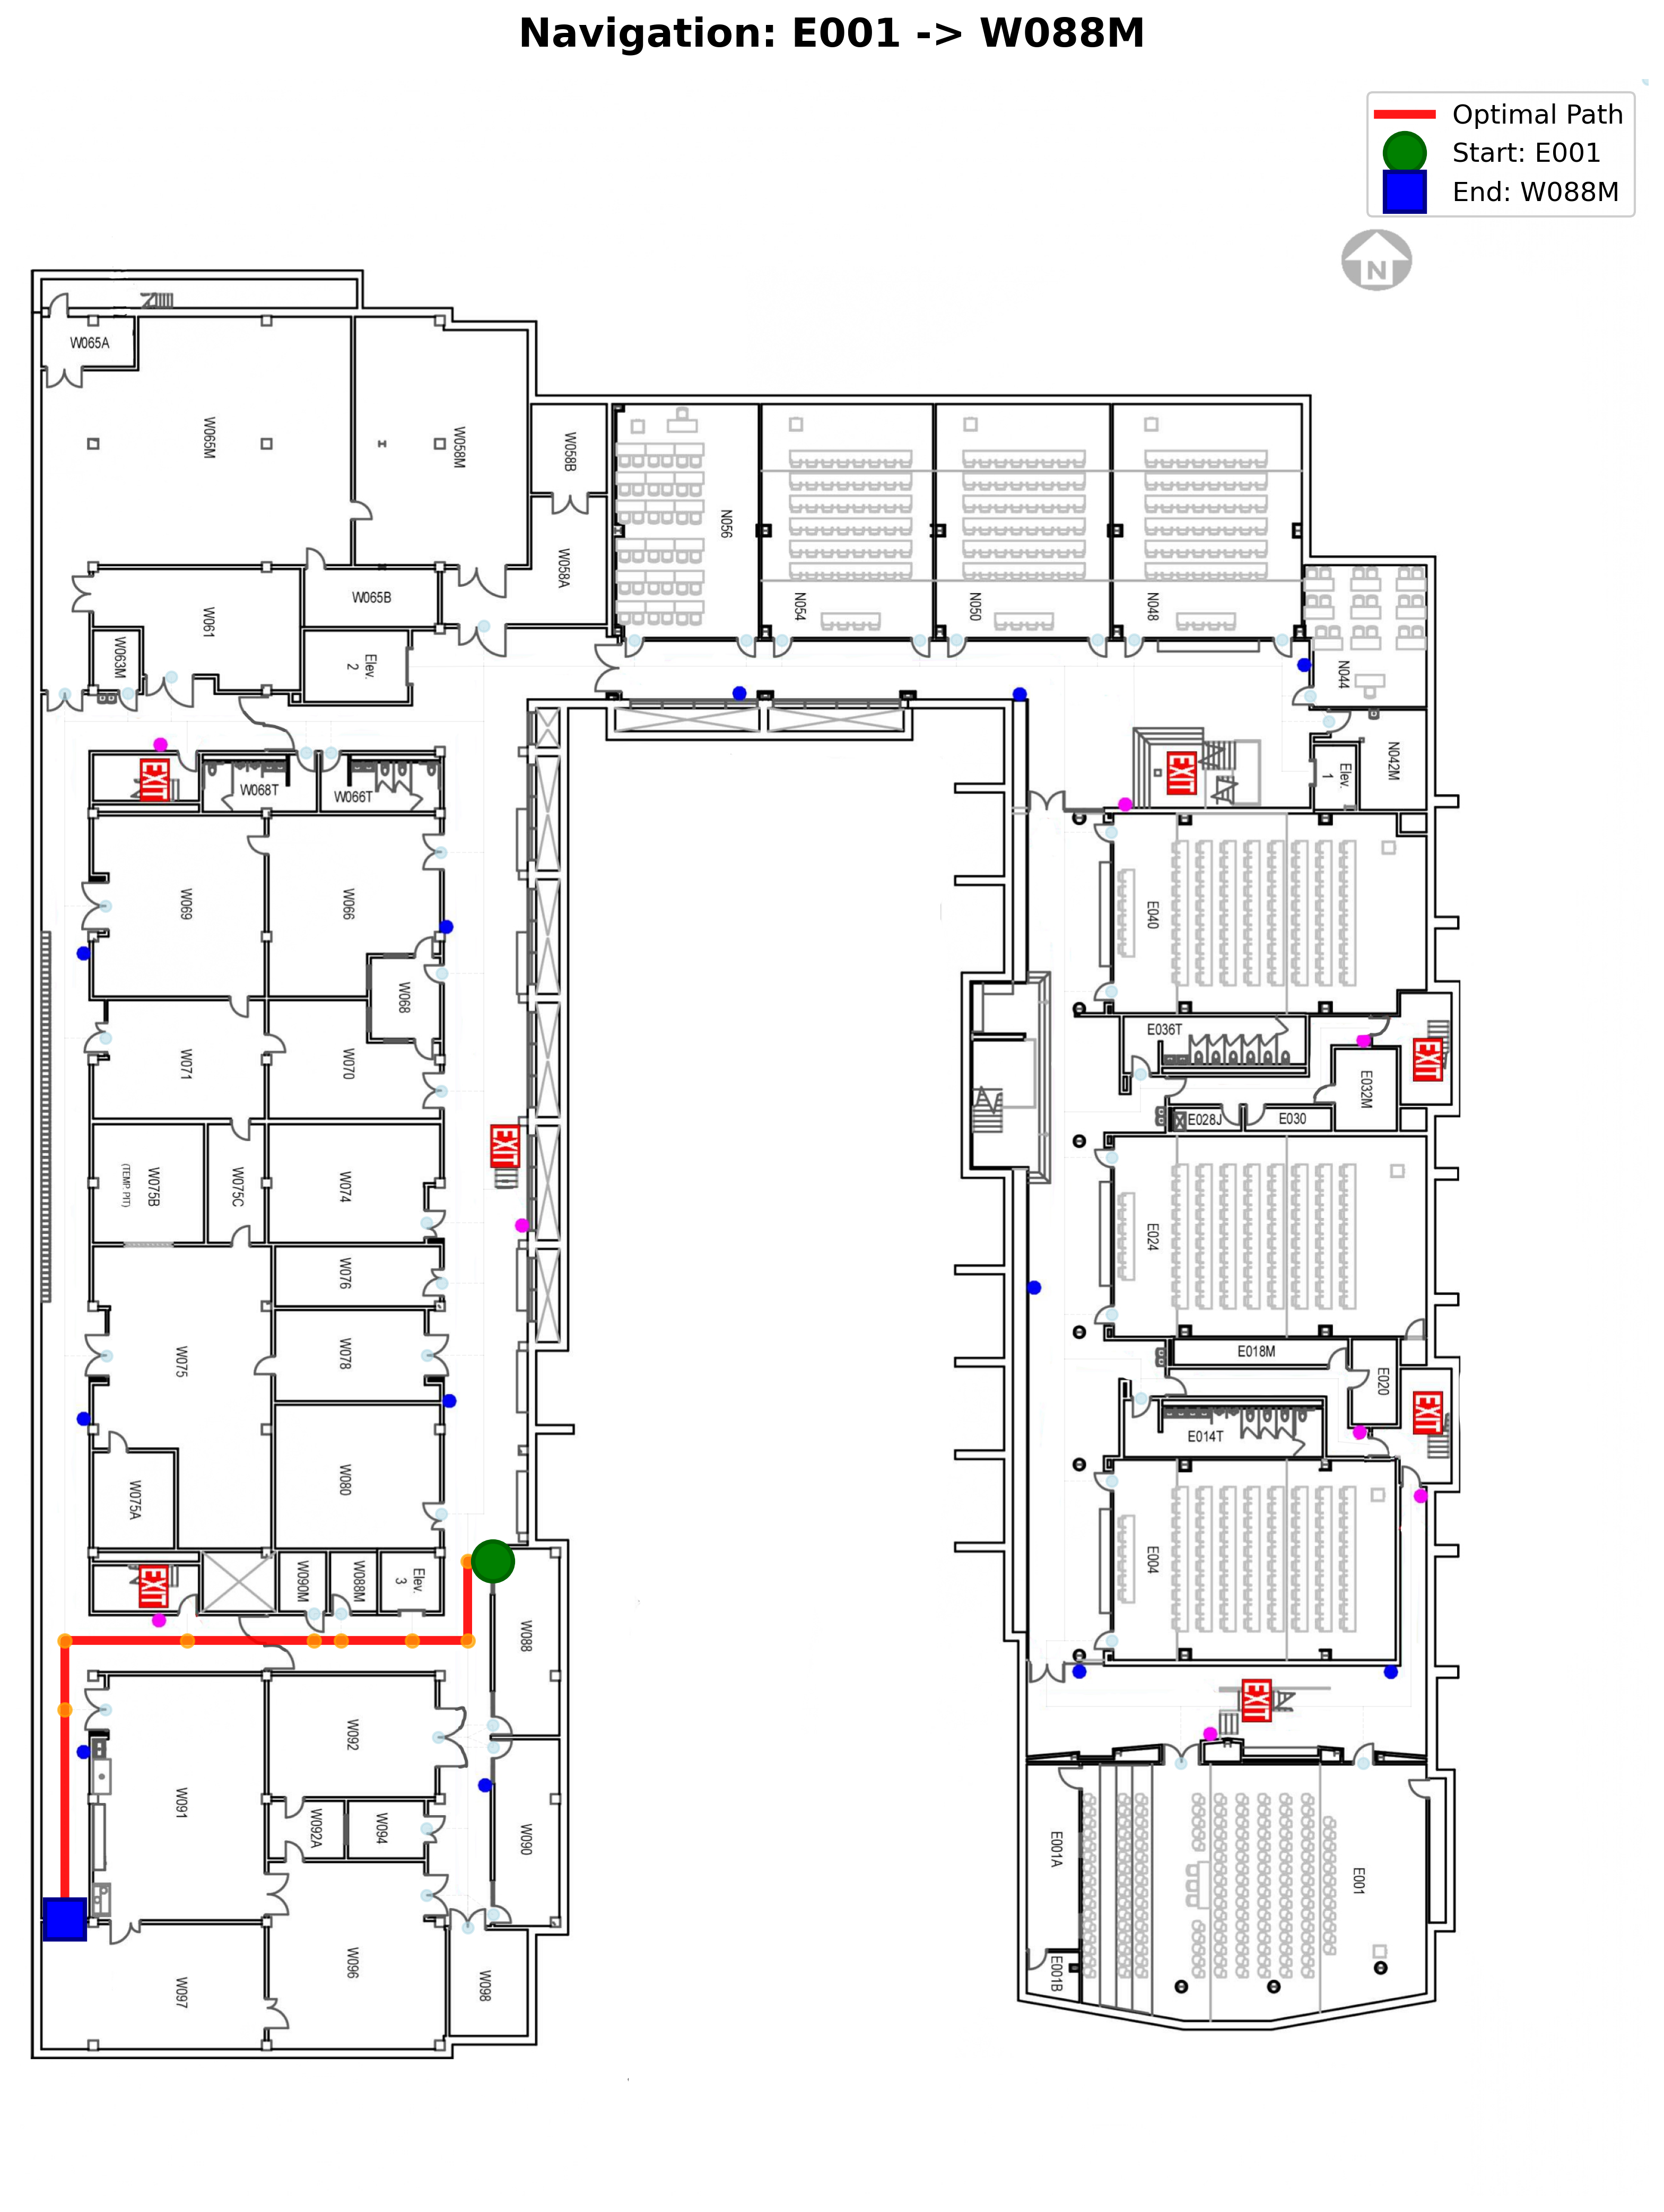 Navigation: E001 -> W088M
Optimal Path
Start: E001
End: W088M
N
W065A
W065M
W058M
W058B
W058A
N056
N054
N050
N048
N044
W065B
W061
W063M
Elev.
2
N042M
Elev.
1
EXIT
EXIT
W068T
W066T
W069
W066
E040
W068
W071
W070
E036T
EXIT
E032M
E028J
E030
EXIT
W075B
(TEMP. PIT)
W075C
W074
E024
W076
W075
W078
E018M
E020
EXIT
E014T
W075A
W080
E004
EXIT
W090M
W088M
Elev.
3
W088
EXIT
W091
W092
W092A
W094
W090
E001A
E001
W097
W096
W098
E001B